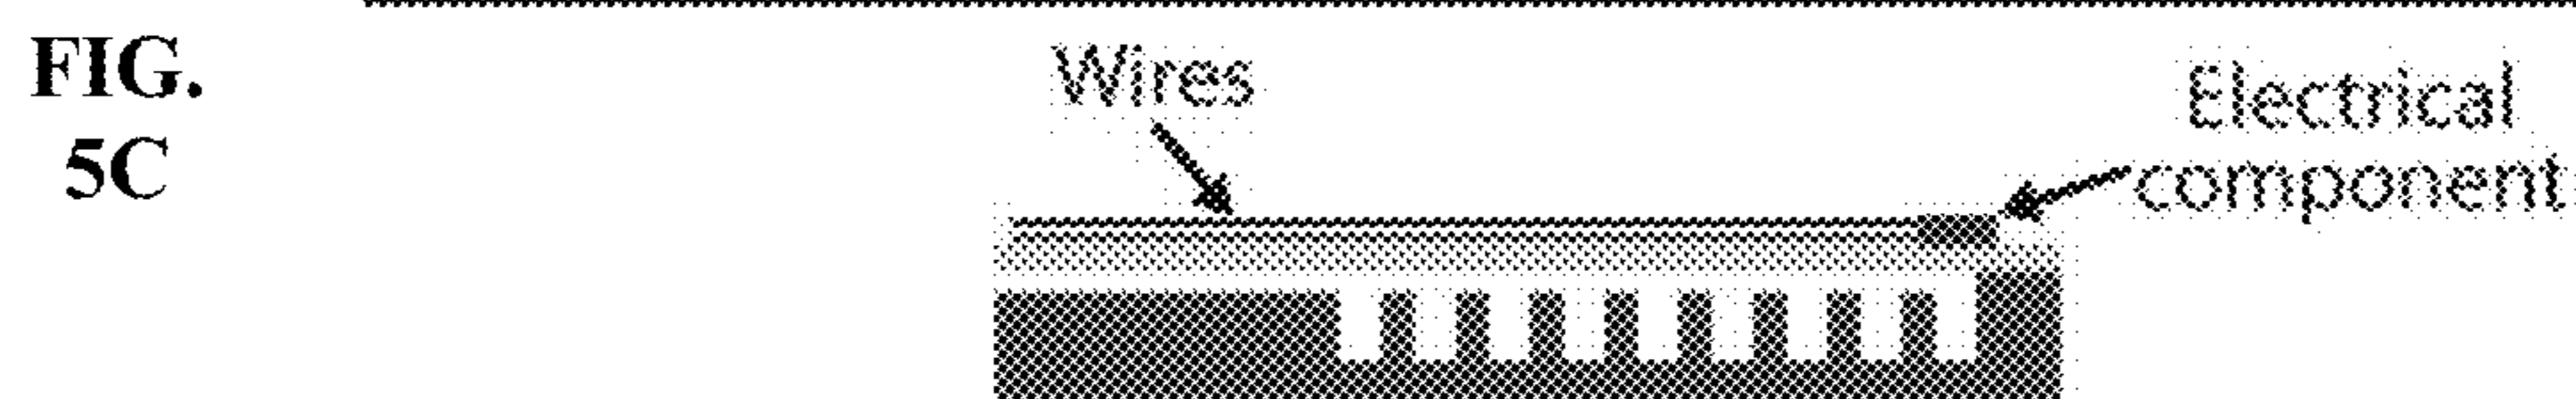 FIG.
5C
Wires
Electrical
component